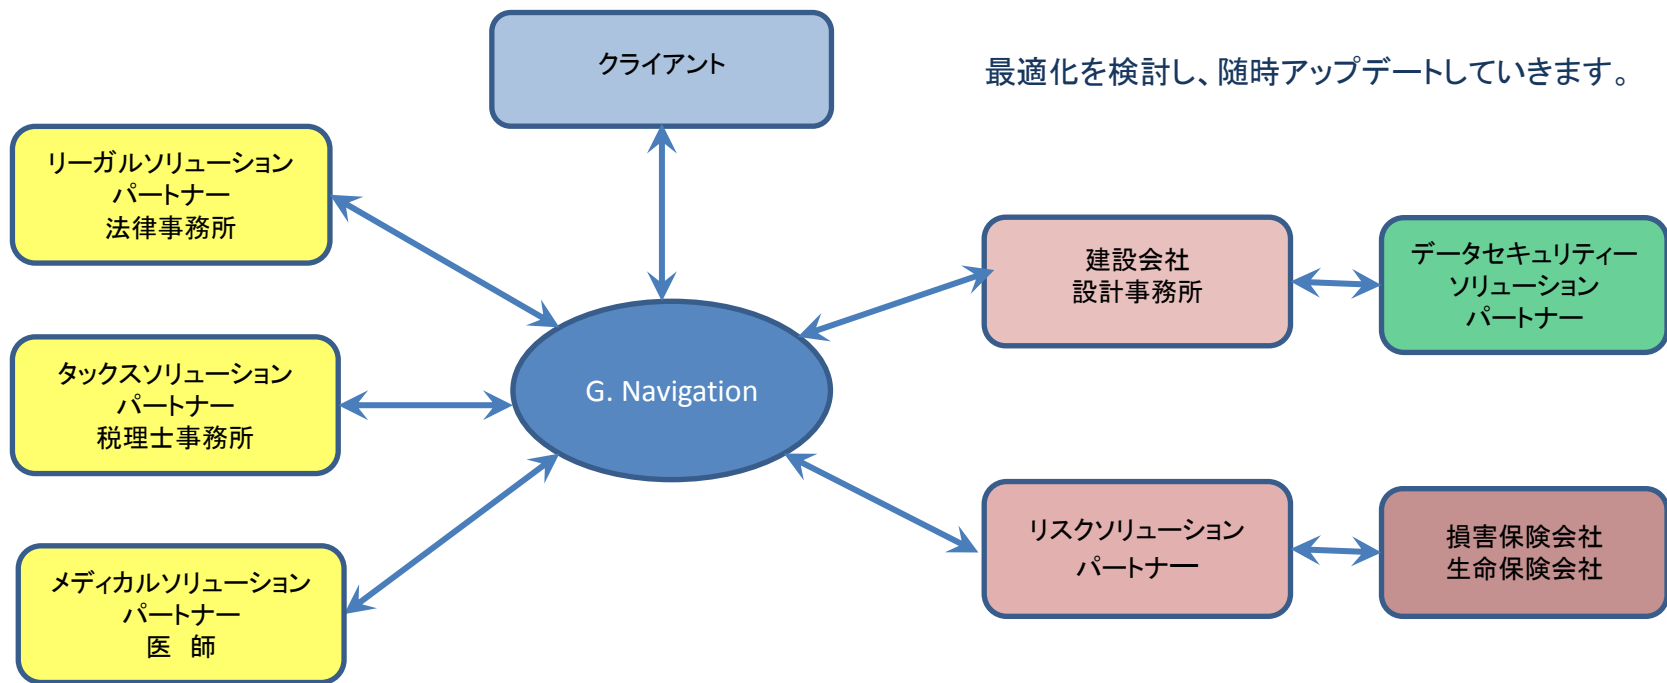 クライアント
最適化を検討し、随時アップデートしていきます。
リーガルソリューション
パートナー
法律事務所
建設会社
設計事務所
データセキュリティー
ソリューション
パートナー
タックスソリューション
パートナー
税理士事務所
G. Navigation
リスクソリューション
パートナー
損害保険会社
生命保険会社
メディカルソリューション
パートナー
医　師